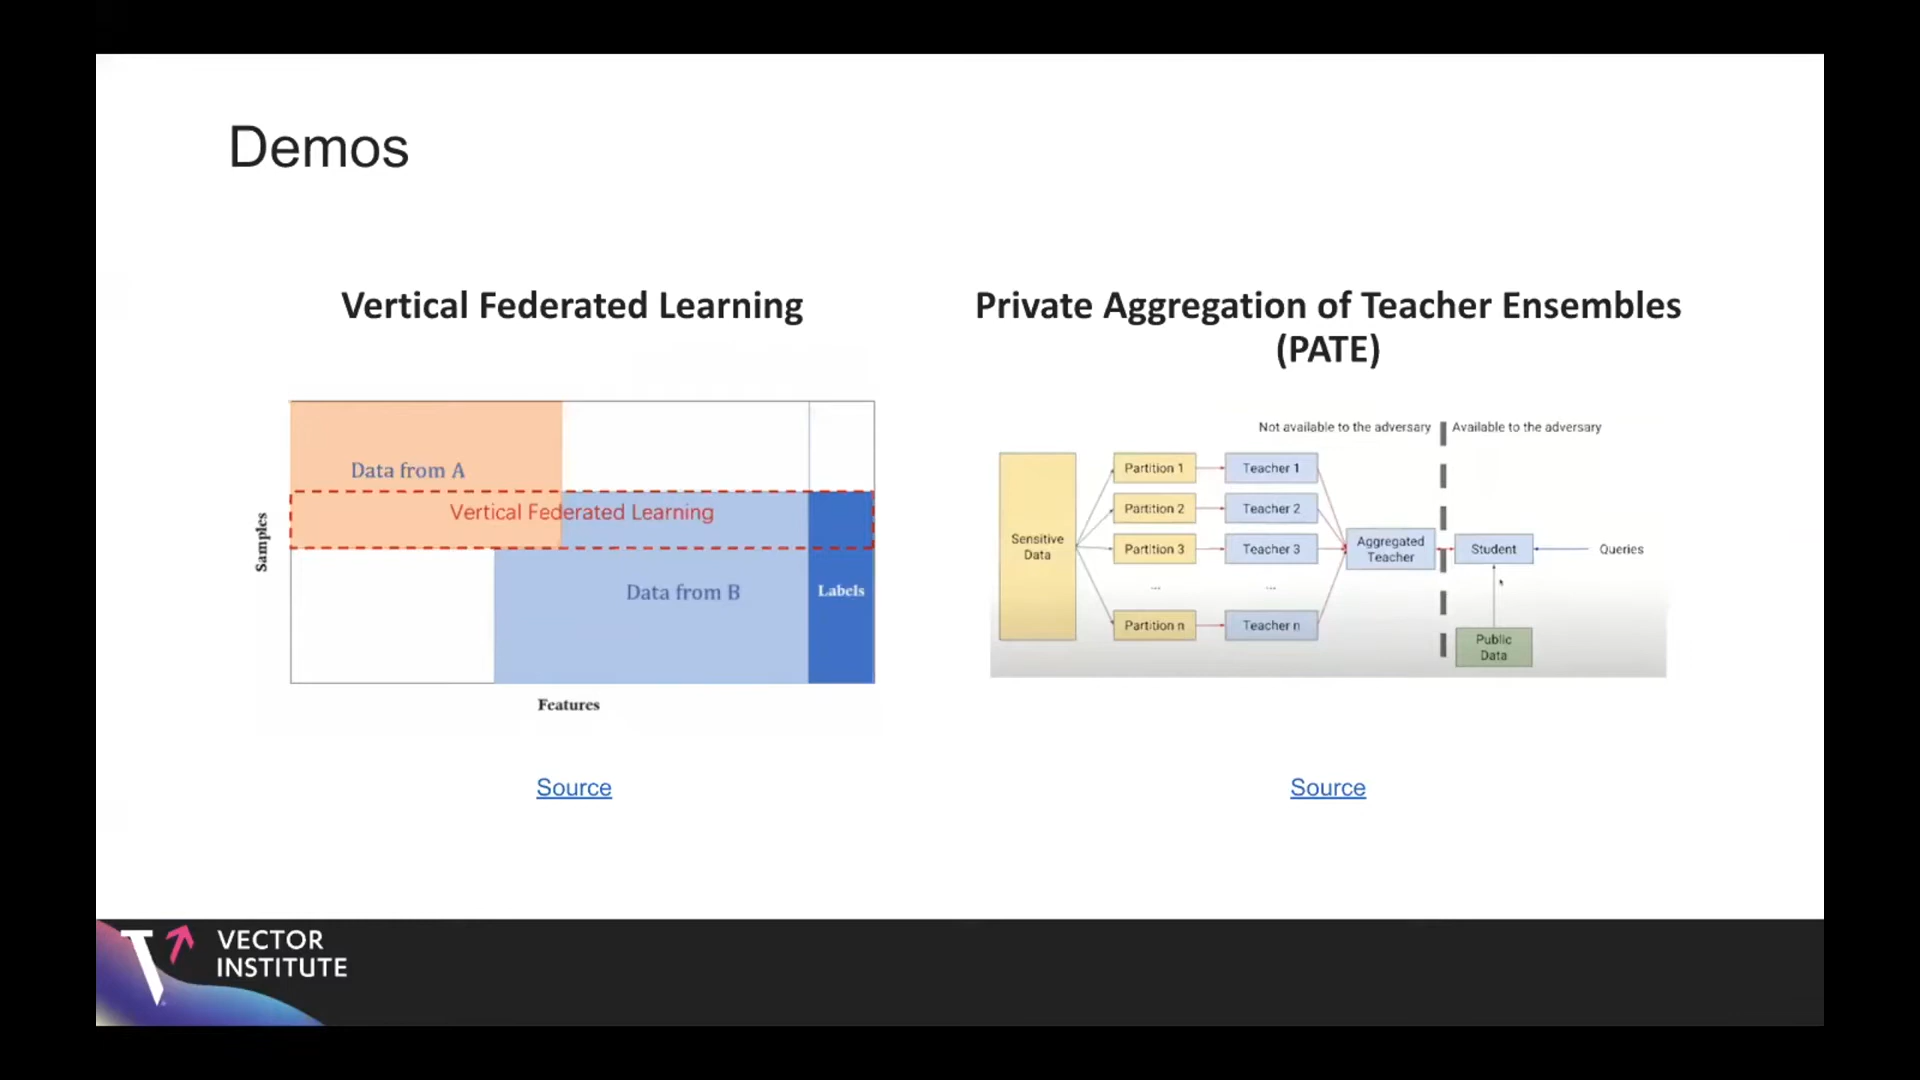 Demos
Vertical Federated Learning
Data from A
Vertical Federated Learning
Data from B
Labels
Samples
Features
Source
Private Aggregation of Teacher Ensembles
(PATE)
Not available to the adversary
Available to the adversary
Sensitive
Data
Partition 1
Teacher 1
Partition 2
Teacher 2
Partition 3
Teacher 3
...
...
Partition n
Teacher n
Aggregated
Teacher
Student
Queries
Public
Data
Source
VECTOR
INSTITUTE